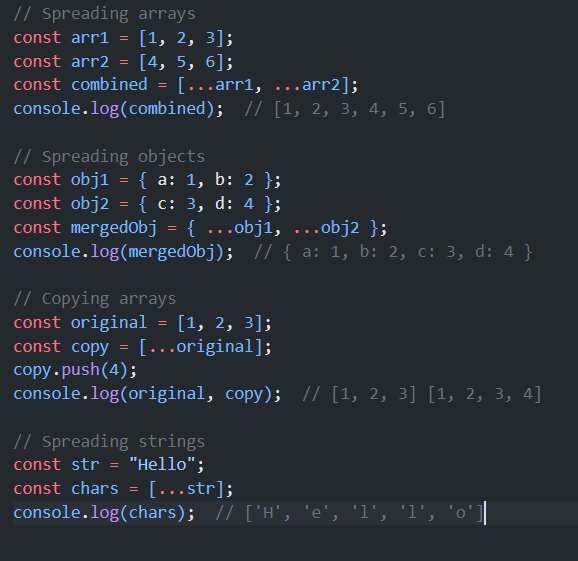 // Spreading arrays
const arr1 = [1, 2, 3];
const arr2 = [4, 5, 6];
const combined = [...arr1, ...arr2];
console.log(combined);  // [1, 2, 3, 4, 5, 6]

// Spreading objects
const obj1 = { a: 1, b: 2 };
const obj2 = { c: 3, d: 4 };
const mergedObj = { ...obj1, ...obj2 };
console.log(mergedObj);  // { a: 1, b: 2, c: 3, d: 4 }

// Copying arrays
const original = [1, 2, 3];
const copy = [...original];
copy.push(4);
console.log(original, copy);  // [1, 2, 3] [1, 2, 3, 4]

// Spreading strings
const str = "Hello";
const chars = [...str];
console.log(chars);  // ['H', 'e', 'l', 'l', 'o']